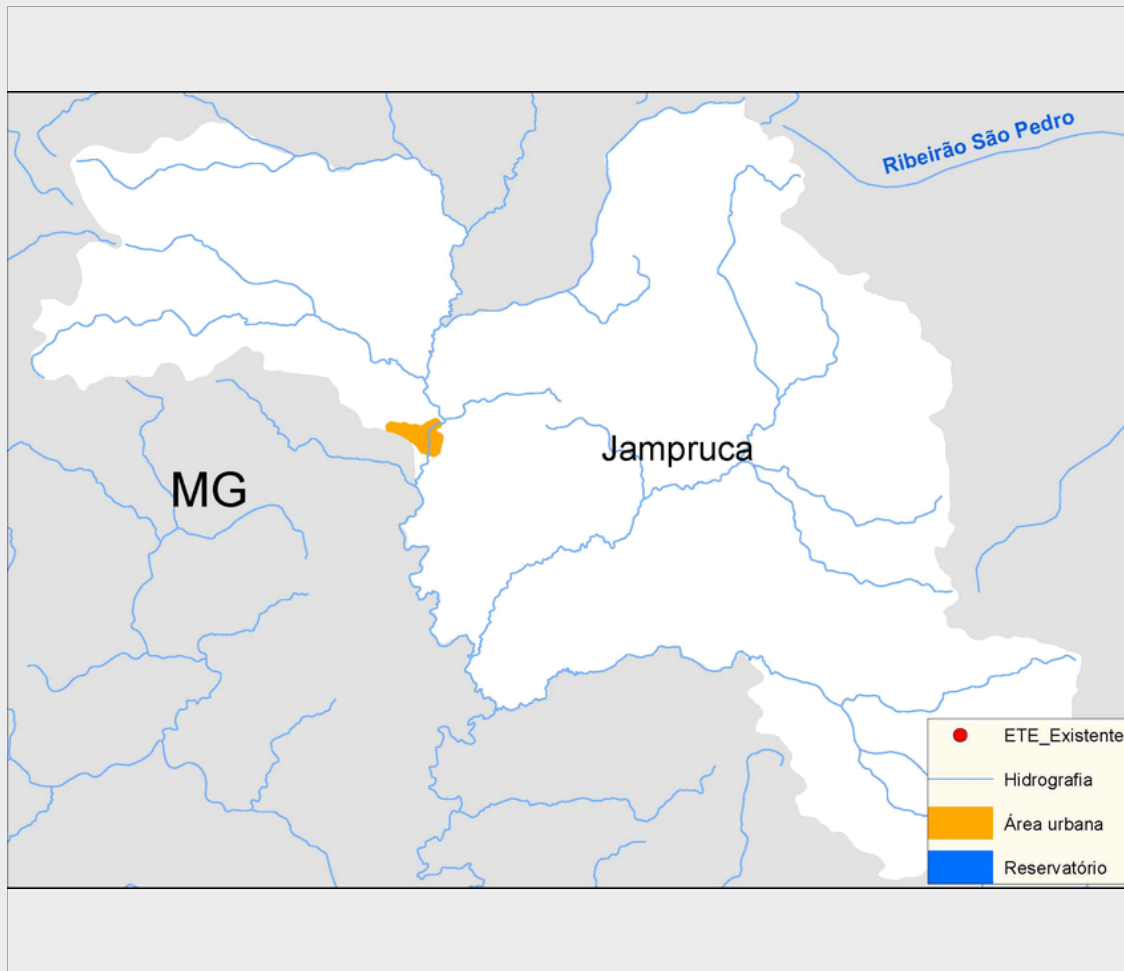 Ribeirão São Pedro
Jampruca
MG
ETE_Existente
Hidrografia
Área urbana
Reservatório